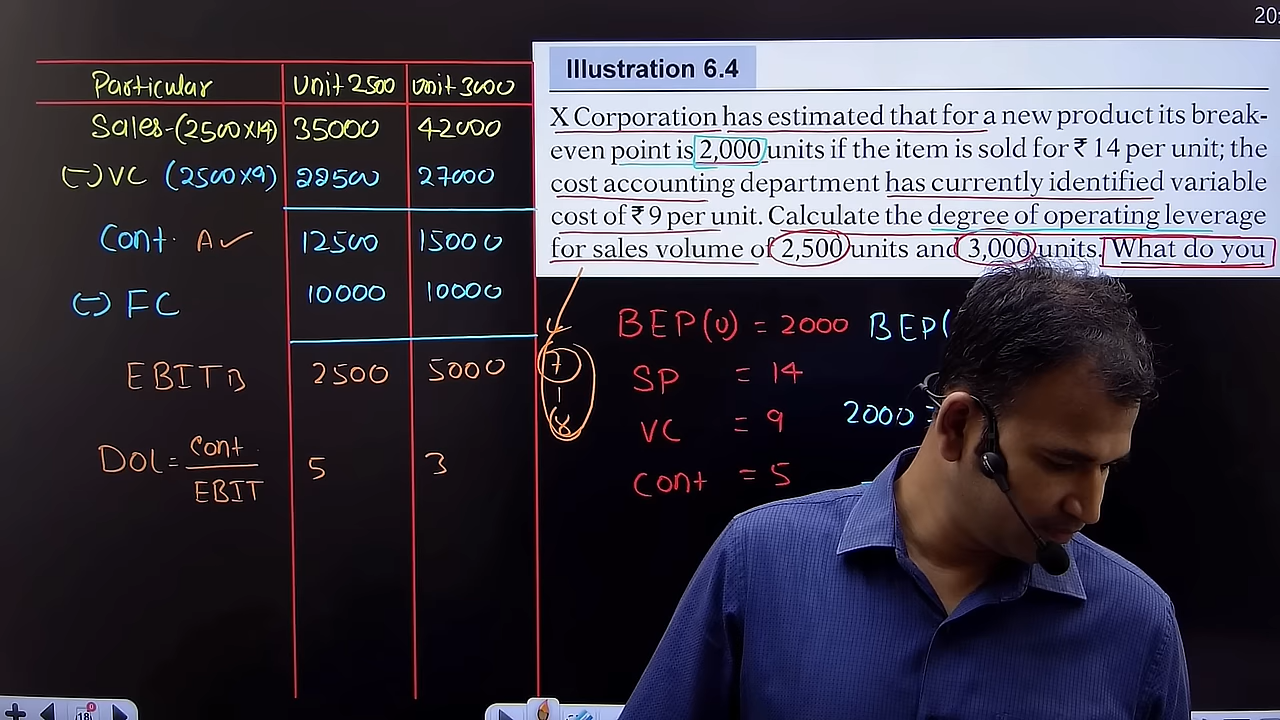 20:
Particular Unit 2500 Unit 3000
Sales-(2500×14) 35000 42000
(-) VC (2500×9) 22500 27000
Cont. A✓ 12500 15000
(-) FC 10000 10000
EBITB 2500 5000
DOL = Cont. / EBIT 5 3
Illustration 6.4
X Corporation has estimated that for a new product its break-
even point is 2,000 units if the item is sold for ₹ 14 per unit; the
cost accounting department has currently identified variable
cost of ₹ 9 per unit. Calculate the degree of operating leverage
for sales volume of 2,500 units and 3,000 units. What do you
BEP(U) = 2000 BEP(
SP = 14
VC = 9 2000 =
Cont = 5
7
18